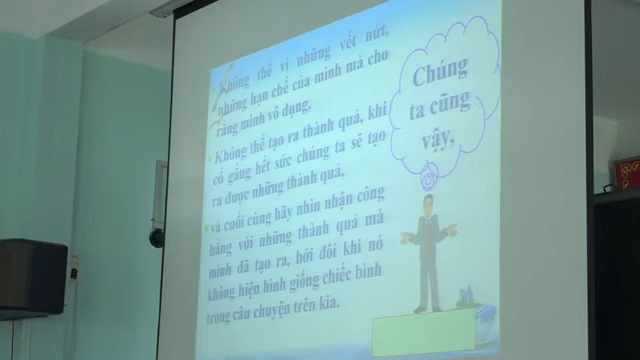 Không thể vì những vết nứt,
những hạn chế của mình mà cho
rằng mình vô dụng,
Không thể tạo ra thành quả, khi
cố gắng hết sức chúng ta sẽ tạo
ra được những thành quả,
và cuối cùng hãy nhìn nhận công
bằng với những thành quả mà
mình đã tạo ra, bởi đôi khi nó
không hiện hình giống chiếc bình
trong câu chuyện trên kia.
Chúng
ta cũng
vậy,